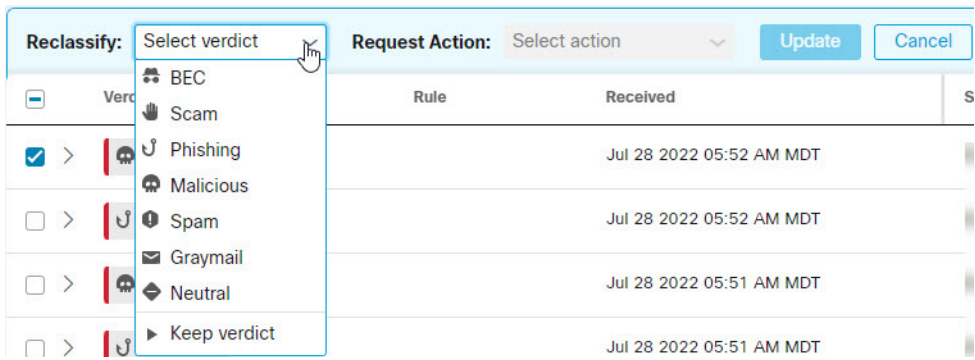 Reclassify: Select verdict Request Action: Select action Update Cancel
BEC
Rule Received
Scam
Phishing Jul 28 2022 05:52 AM MDT
Malicious
Spam Jul 28 2022 05:52 AM MDT
Graymail
Neutral Jul 28 2022 05:51 AM MDT
Keep verdict
Jul 28 2022 05:51 AM MDT